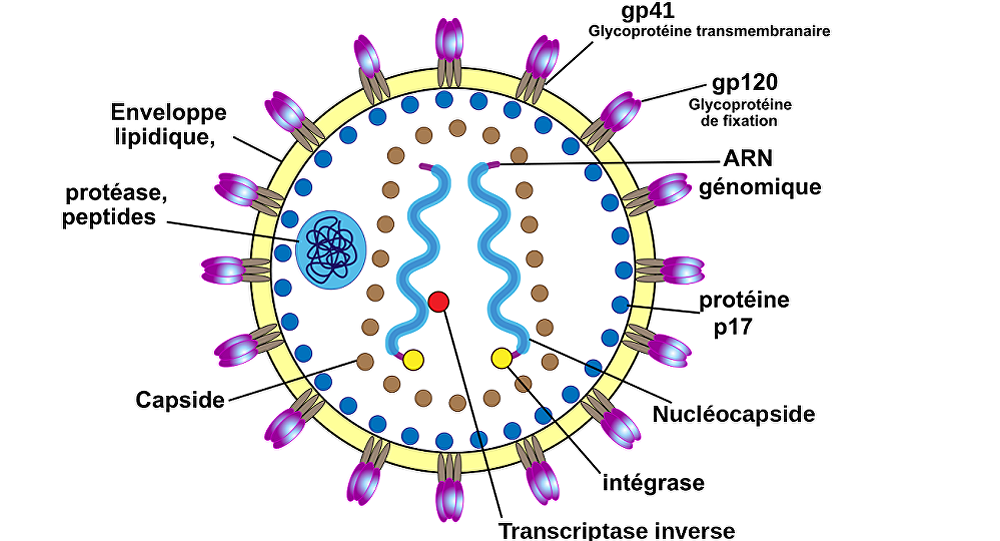 gp41
Glycoprotéine transmembranaire
gp120
Glycoprotéine
de fixation
Enveloppe
lipidique,
ARN
génomique
protéase,
peptides
protéine
p17
Capside
Nucléocapside
intégrase
Transcriptase inverse